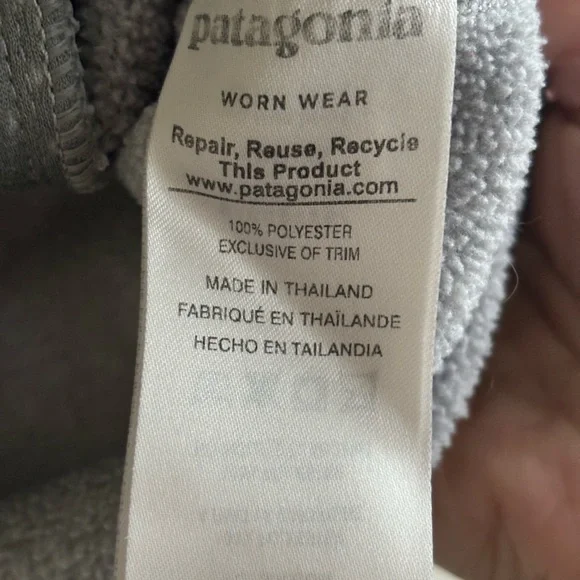 patagonia
WORN WEAR
Repair, Reuse, Recycle
This Product
www.patagonia.com
100% POLYESTER
EXCLUSIVE OF TRIM
MADE IN THAILAND
FABRIQUÉ EN THAÏLANDE
HECHO EN TAILANDIA